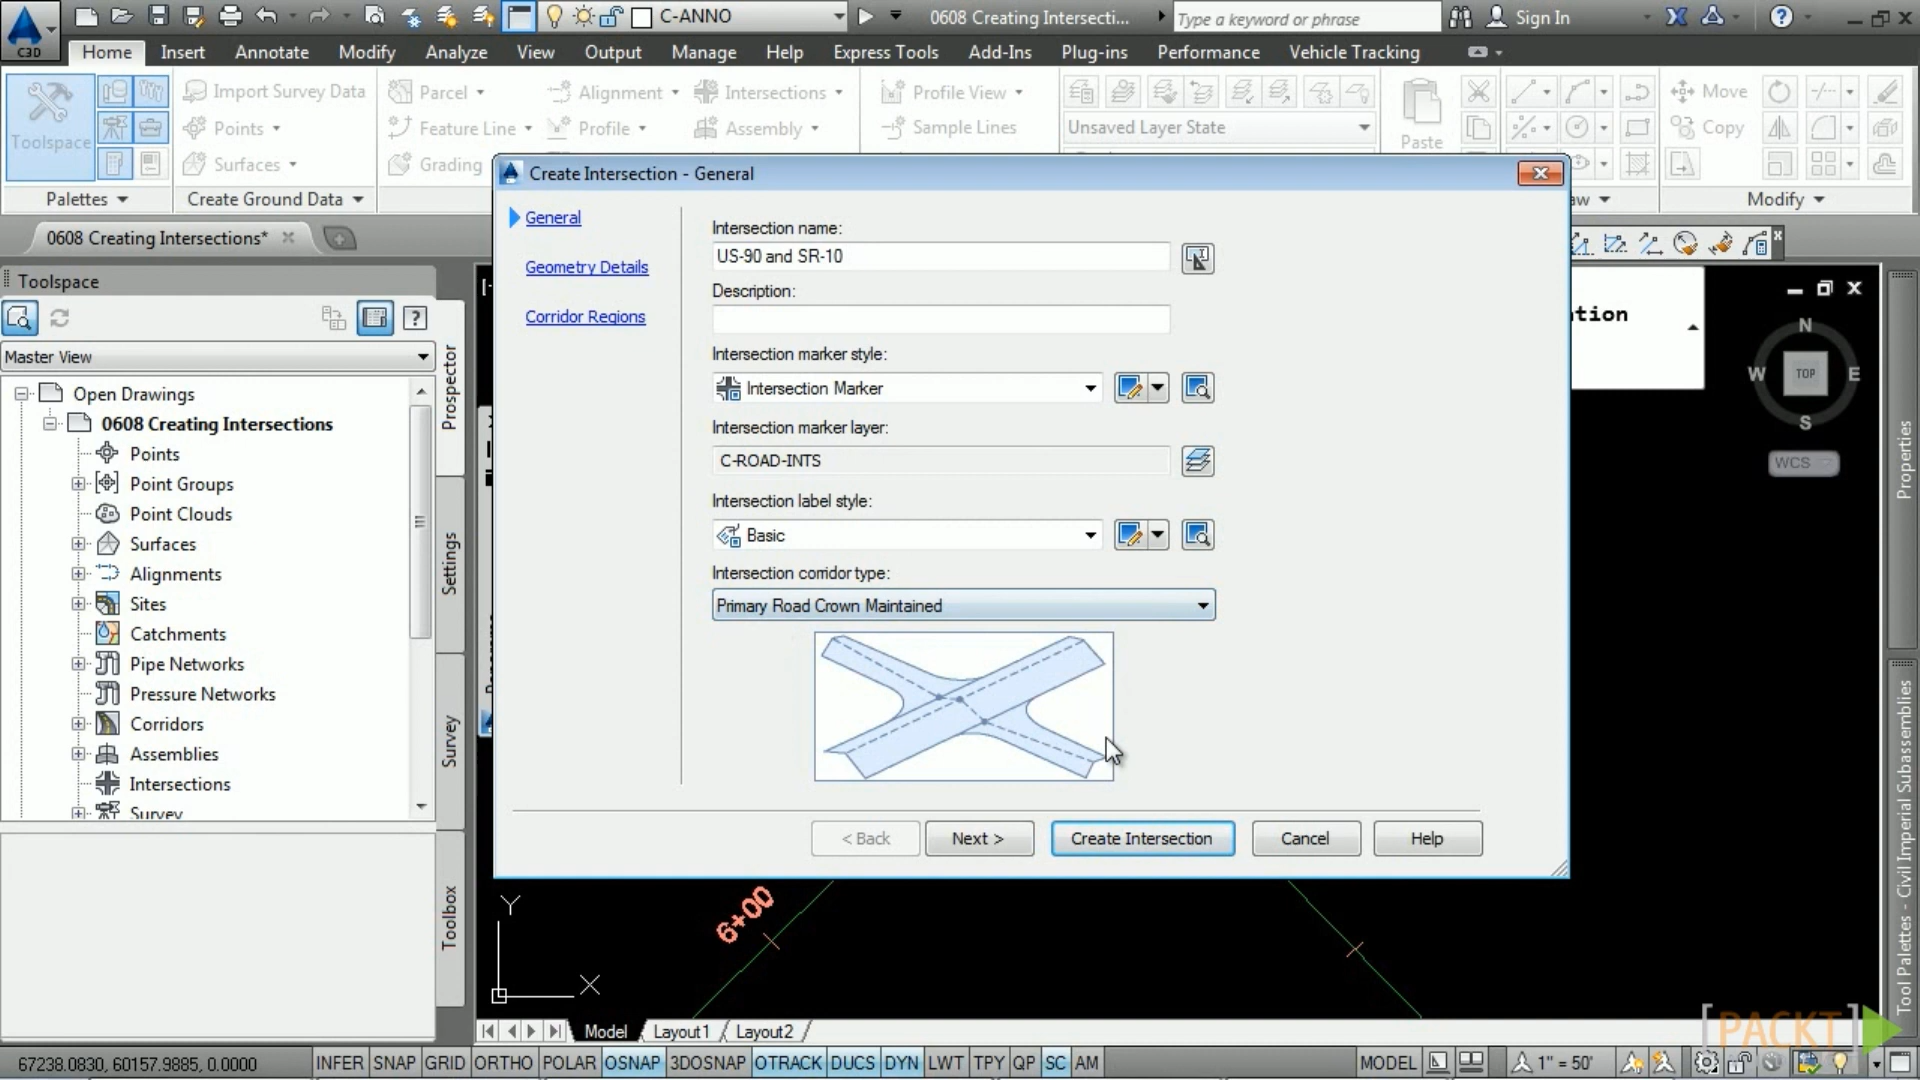 C3D
C-ANNO
0608 Creating Intersecti...
Type a keyword or phrase
Sign In
Home
Insert
Annotate
Modify
Analyze
View
Output
Manage
Help
Express Tools
Add-Ins
Plug-ins
Performance
Vehicle Tracking
Toolspace
Import Survey Data
Points
Surfaces
Parcel
Feature Line
Grading
Alignment
Profile
Intersections
Assembly
Profile View
Sample Lines
Unsaved Layer State
Paste
Move
Copy
Palettes
Create Ground Data
aw
Modify
0608 Creating Intersections*
Toolspace
Master View
Open Drawings
0608 Creating Intersections
Points
Point Groups
Point Clouds
Surfaces
Alignments
Sites
Catchments
Pipe Networks
Pressure Networks
Corridors
Assemblies
Intersections
Survey
Prospector
Settings
Survey
Toolbox
Create Intersection - General
General
Geometry Details
Corridor Regions
Intersection name:
US-90 and SR-10
Description:
Intersection marker style:
Intersection Marker
Intersection marker layer:
C-ROAD-INTS
Intersection label style:
Basic
Intersection corridor type:
Primary Road Crown Maintained
< Back
Next >
Create Intersection
Cancel
Help
tion
N
W
TOP
E
S
WCS
Properties
Tool Palettes - Civil Imperial Subassemblies
6+00
Y
X
Model
Layout1
Layout2
[PACKT]
67238.0830, 60157.9885, 0.0000
INFER
SNAP
GRID
ORTHO
POLAR
OSNAP
3DOSNAP
OTRACK
DUCS
DYN
LWT
TPY
QP
SC
AM
MODEL
1" = 50'